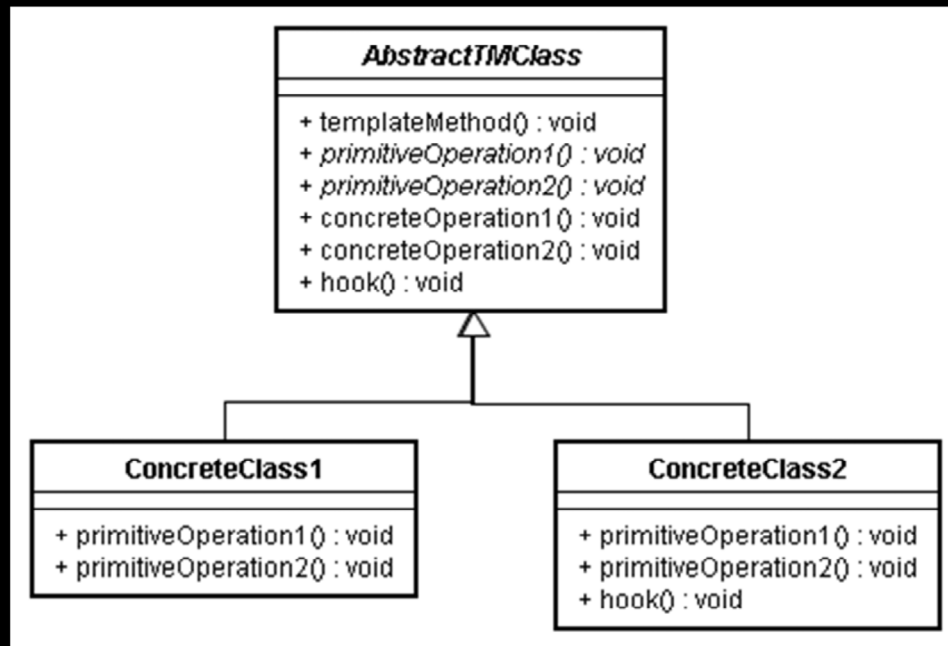 AbstractTMClass
+ templateMethod() : void
+ primitiveOperation1() : void
+ primitiveOperation2() : void
+ concreteOperation1() : void
+ concreteOperation2() : void
+ hook() : void
ConcreteClass1
+ primitiveOperation1() : void
+ primitiveOperation2() : void
ConcreteClass2
+ primitiveOperation1() : void
+ primitiveOperation2() : void
+ hook() : void